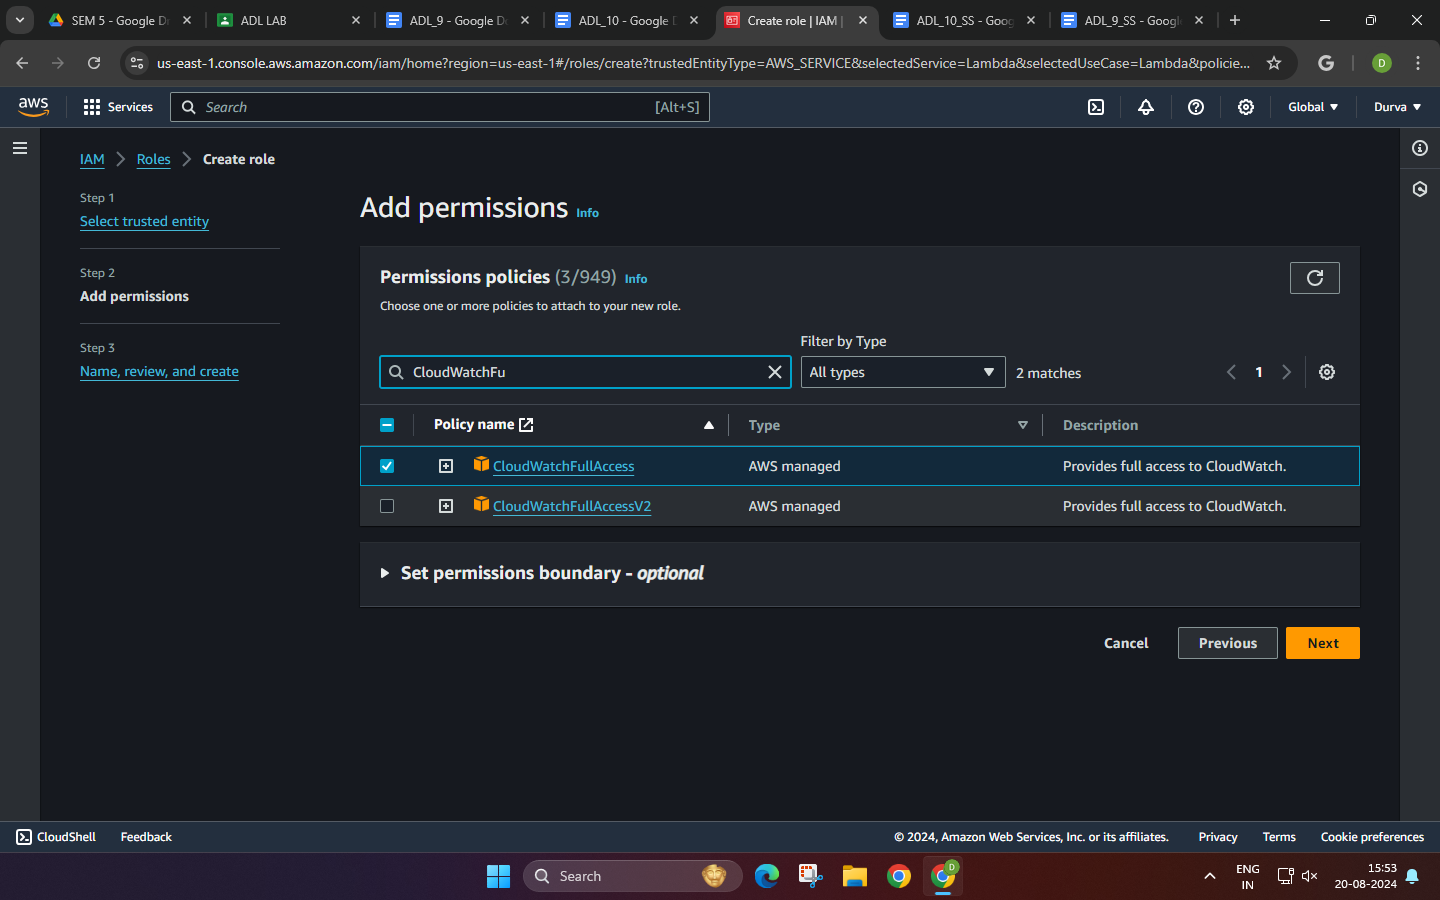 SEM 5 - Google Dr
ADL LAB
ADL_9 - Google Do
ADL_10 - Google D
Create role | IAM |
ADL_10_SS - Goog
ADL_9_SS - Google
us-east-1.console.aws.amazon.com/iam/home?region=us-east-1#/roles/create?trustedEntityType=AWS_SERVICE&selectedService=Lambda&selectedUseCase=Lambda&policie...
G
D
aws
Services
Search
[Alt+S]
Global
Durva
IAM
Roles
Create role
Step 1
Select trusted entity
Step 2
Add permissions
Step 3
Name, review, and create
Add permissions Info
Permissions policies (3/949) Info
Choose one or more policies to attach to your new role.
Filter by Type
CloudWatchFu
All types
2 matches
1
Policy name
Type
Description
CloudWatchFullAccess
AWS managed
Provides full access to CloudWatch.
CloudWatchFullAccessV2
AWS managed
Provides full access to CloudWatch.
Set permissions boundary - optional
Cancel
Previous
Next
CloudShell
Feedback
© 2024, Amazon Web Services, Inc. or its affiliates.
Privacy
Terms
Cookie preferences
Search
D
ENG
IN
15:53
20-08-2024